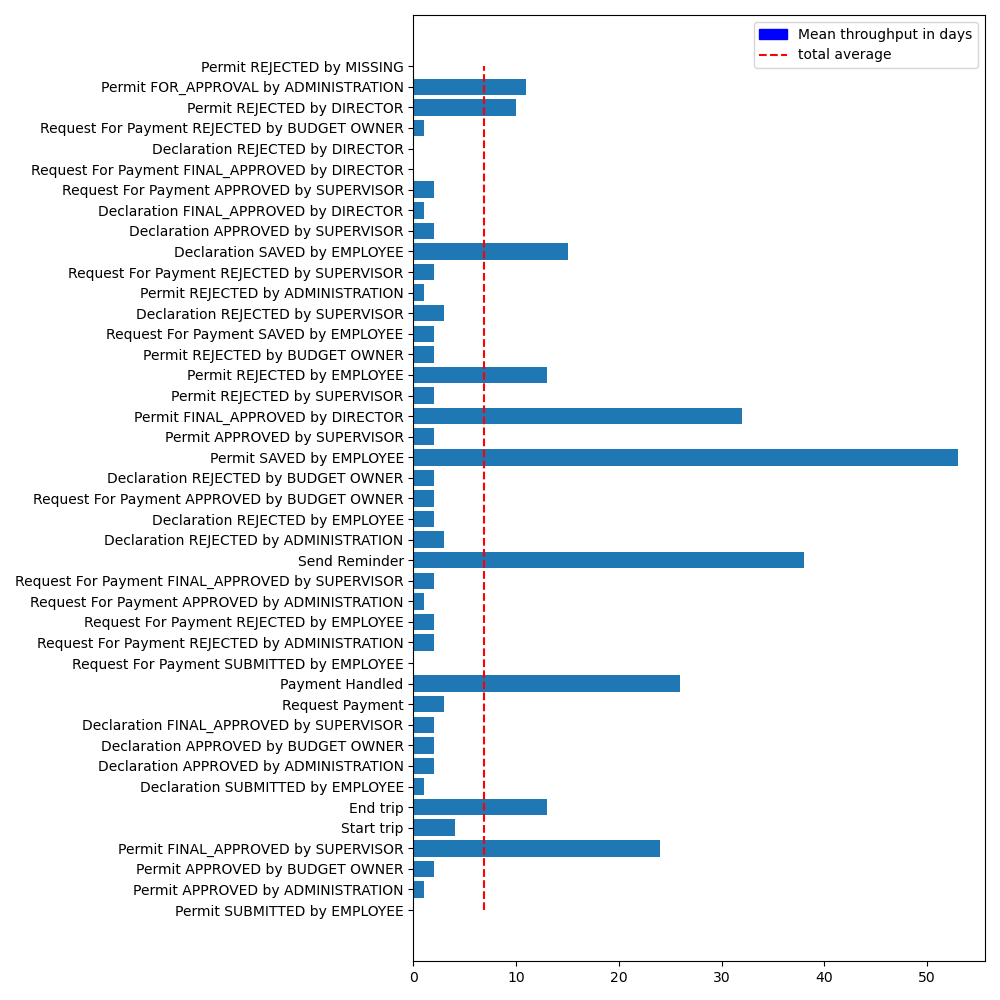 Mean throughput in days
total average
Permit REJECTED by MISSING
Permit FOR_APPROVAL by ADMINISTRATION
Permit REJECTED by DIRECTOR
Request For Payment REJECTED by BUDGET OWNER
Declaration REJECTED by DIRECTOR
Request For Payment FINAL_APPROVED by DIRECTOR
Request For Payment APPROVED by SUPERVISOR
Declaration FINAL_APPROVED by DIRECTOR
Declaration APPROVED by SUPERVISOR
Declaration SAVED by EMPLOYEE
Request For Payment REJECTED by SUPERVISOR
Permit REJECTED by ADMINISTRATION
Declaration REJECTED by SUPERVISOR
Request For Payment SAVED by EMPLOYEE
Permit REJECTED by BUDGET OWNER
Permit REJECTED by EMPLOYEE
Permit REJECTED by SUPERVISOR
Permit FINAL_APPROVED by DIRECTOR
Permit APPROVED by SUPERVISOR
Permit SAVED by EMPLOYEE
Declaration REJECTED by BUDGET OWNER
Request For Payment APPROVED by BUDGET OWNER
Declaration REJECTED by EMPLOYEE
Declaration REJECTED by ADMINISTRATION
Send Reminder
Request For Payment FINAL_APPROVED by SUPERVISOR
Request For Payment APPROVED by ADMINISTRATION
Request For Payment REJECTED by EMPLOYEE
Request For Payment REJECTED by ADMINISTRATION
Request For Payment SUBMITTED by EMPLOYEE
Payment Handled
Request Payment
Declaration FINAL_APPROVED by SUPERVISOR
Declaration APPROVED by BUDGET OWNER
Declaration APPROVED by ADMINISTRATION
Declaration SUBMITTED by EMPLOYEE
End trip
Start trip
Permit FINAL_APPROVED by SUPERVISOR
Permit APPROVED by BUDGET OWNER
Permit APPROVED by ADMINISTRATION
Permit SUBMITTED by EMPLOYEE
0 10 20 30 40 50